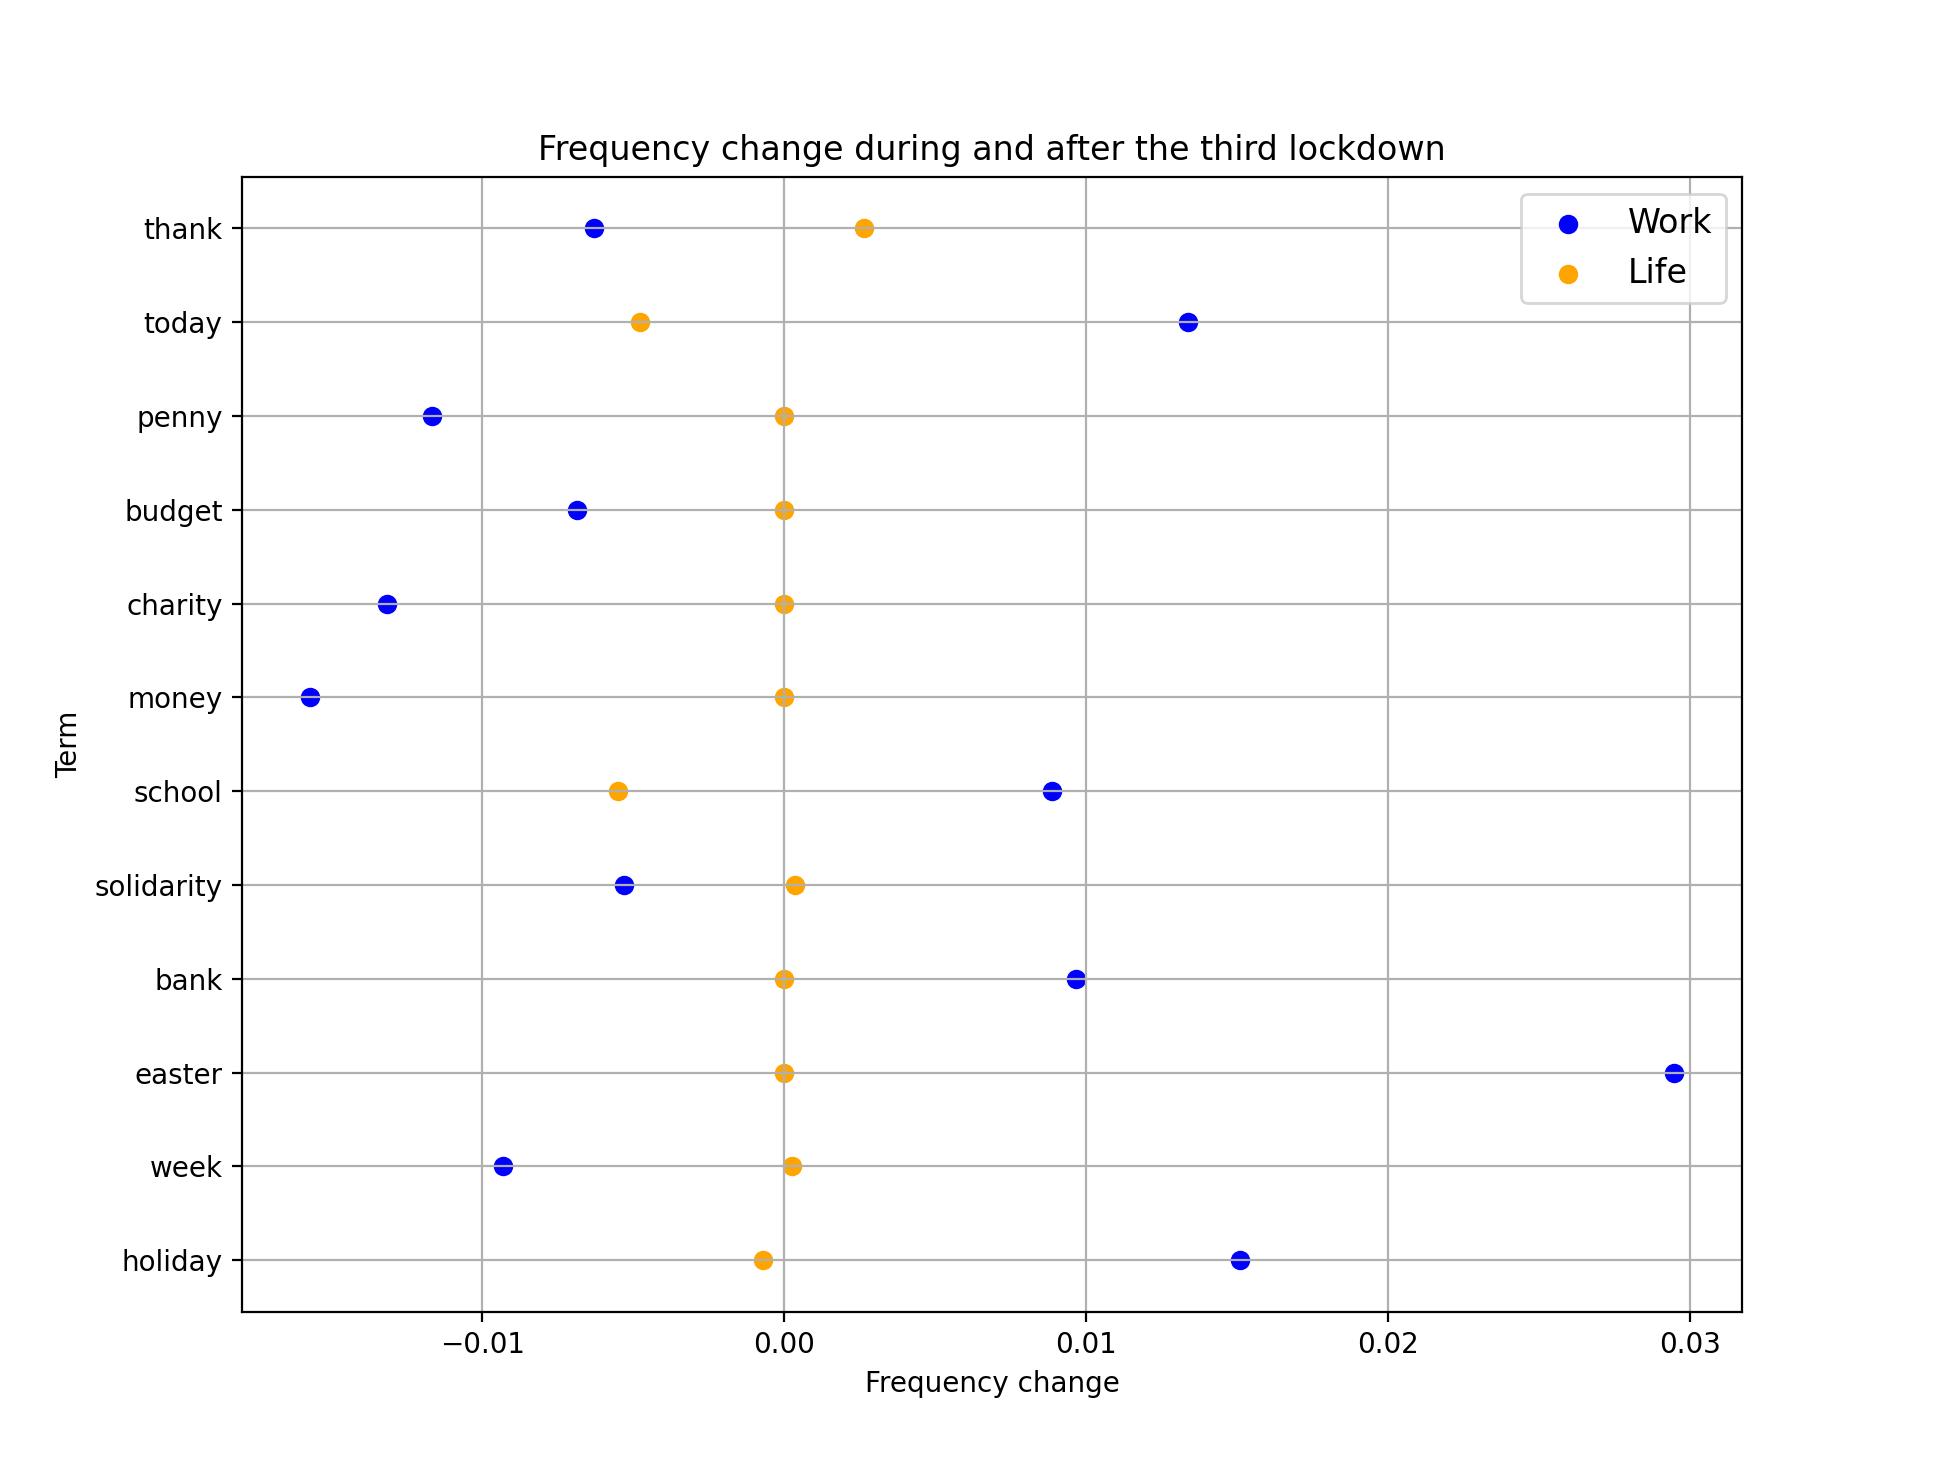 Frequency change during and after the third lockdown
Work
Life
thank
today
penny
budget
charity
money
school
solidarity
bank
easter
week
holiday
Term
−0.01 0.00 0.01 0.02 0.03
Frequency change